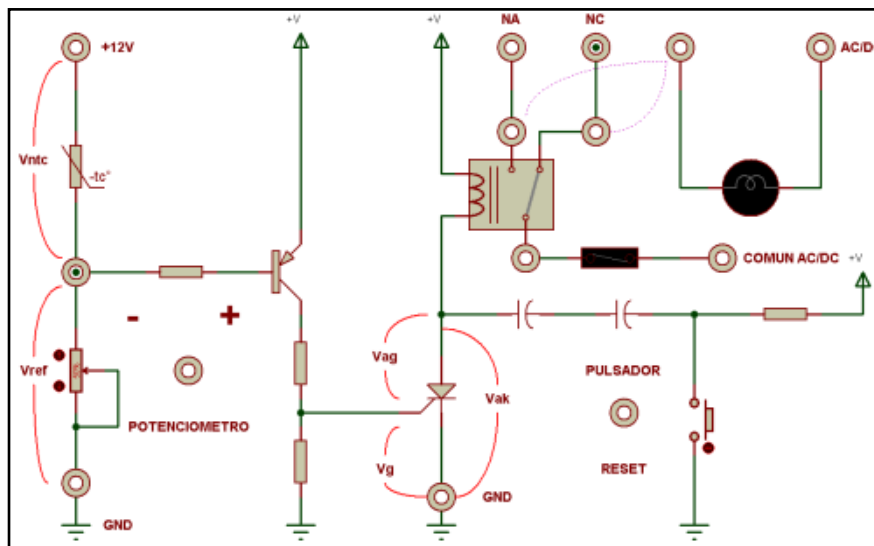 +V
+V
NA
NC
+12V
AC/D
Vntc
-tc°
COMUN AC/DC
+V
-
+
Vag
Vref
PULSADOR
Vak
POTENCIOMETRO
Vg
RESET
GND
GND